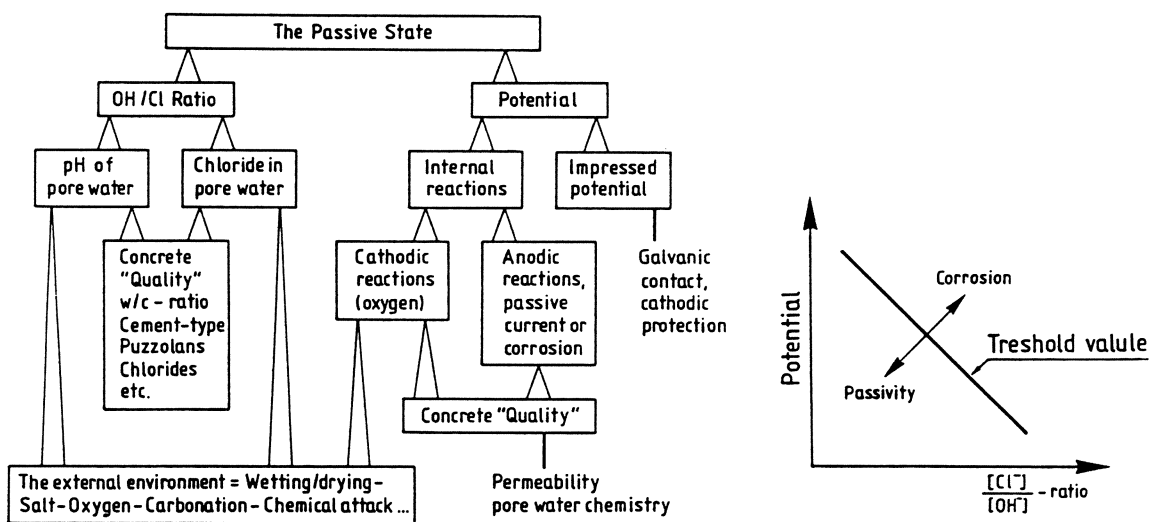 The Passive State
OH/Cl Ratio
Potential
pH of
pore water
Chloride in
pore water
Internal
reactions
Impressed
potential
Concrete
"Quality"
w/c - ratio
Cement-type
Puzzolans
Chlorides
etc.
Cathodic
reactions
(oxygen)
Anodic
reactions,
passive
current or
corrosion
Galvanic
contact,
cathodic
protection
Concrete "Quality"
The external environment = Wetting/drying-
Salt-Oxygen-Carbonation-Chemical attack...
Permeability
pore water chemistry
Potential
Corrosion
Treshold valule
Passivity
[Cl⁻]
[OH⁻] - ratio